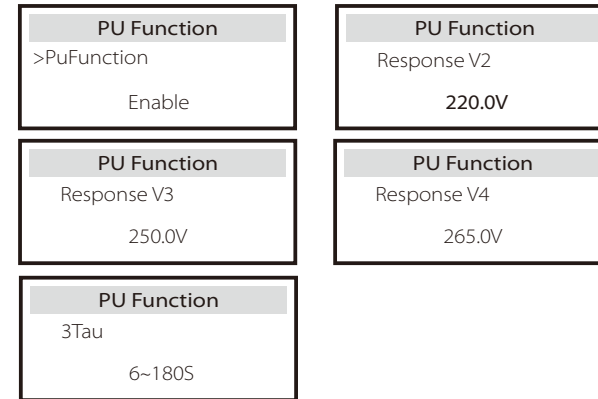 PU Function
>PuFunction
Enable
PU Function
Response V2
220.0V
PU Function
Response V3
250.0V
PU Function
Response V4
265.0V
PU Function
3Tau
6~180S